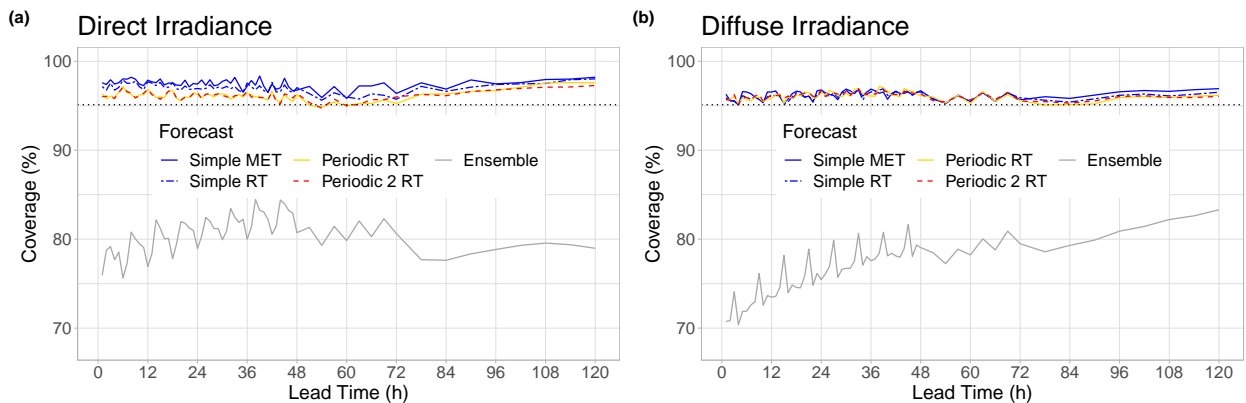 (a)
Direct Irradiance
Coverage (%)
100
90
80
70
Forecast
Simple MET
Periodic RT
Ensemble
Simple RT
Periodic 2 RT
0 12 24 36 48 60 72 84 96 108 120
Lead Time (h)
(b)
Diffuse Irradiance
Coverage (%)
100
90
80
70
Forecast
Simple MET
Periodic RT
Ensemble
Simple RT
Periodic 2 RT
0 12 24 36 48 60 72 84 96 108 120
Lead Time (h)